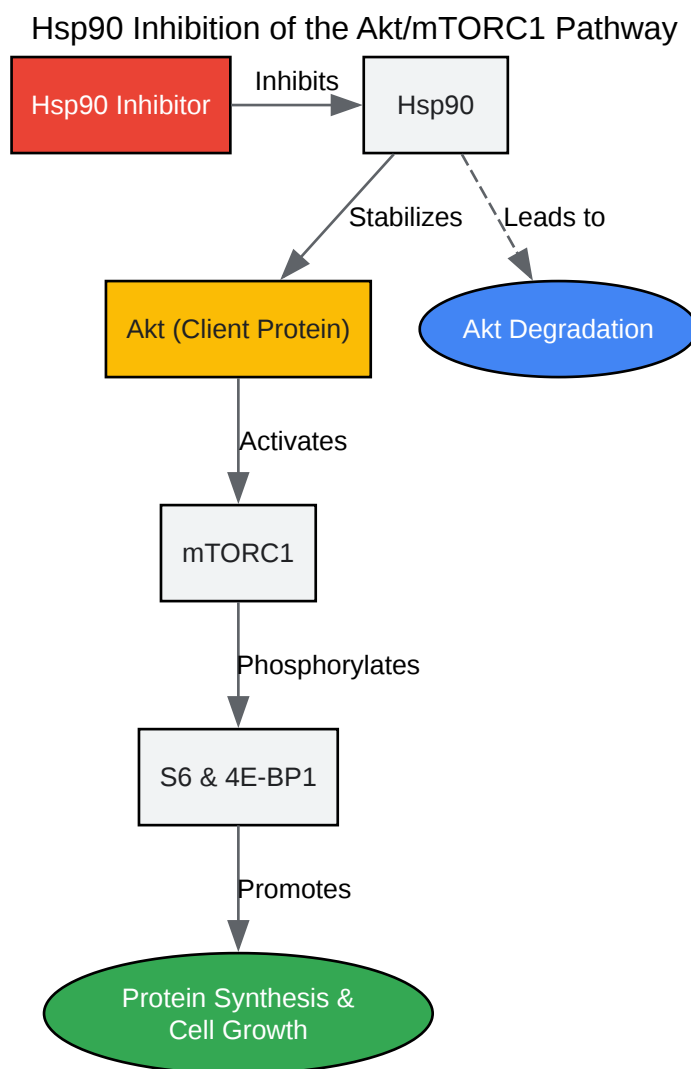 Hsp90 Inhibition of the Akt/mTORC1 Pathway
Hsp90 Inhibitor
Inhibits
Hsp90
Stabilizes
Leads to
Akt (Client Protein)
Akt Degradation
Activates
mTORC1
Phosphorylates
S6 & 4E-BP1
Promotes
Protein Synthesis &
Cell Growth